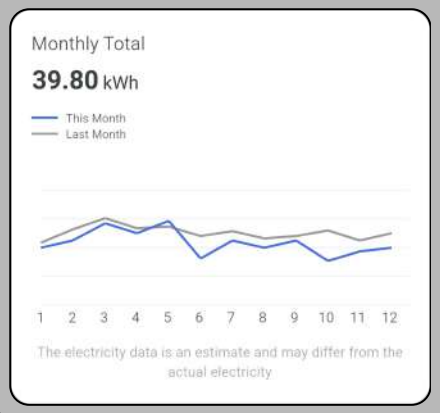 Monthly Total
39.80 kWh
This Month
Last Month
1 2 3 4 5 6 7 8 9 10 11 12
The electricity data is an estimate and may differ from the
actual electricity